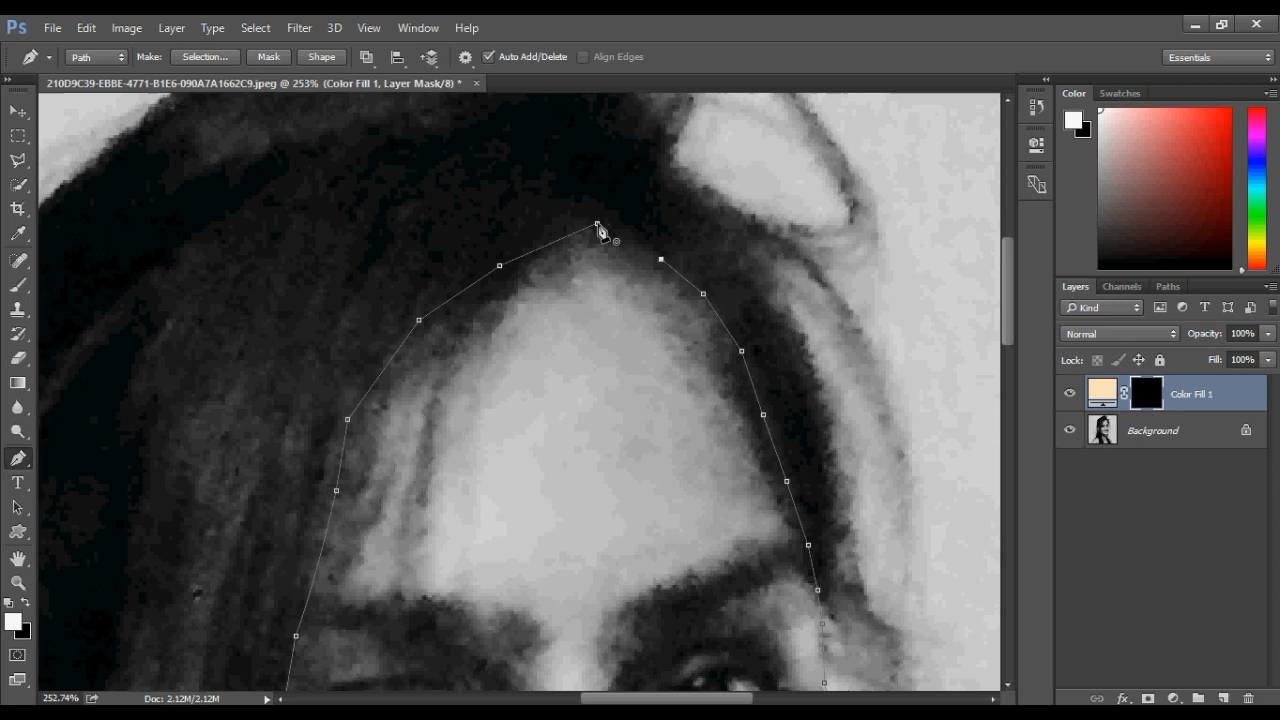 Ps File Edit Image Layer Type Select Filter 3D View Window Help
Path Make: Selection... Mask Shape Auto Add/Delete Align Edges Essentials
210D9C39-EBBE-4771-B1E6-090A7A1662C9.jpeg @ 253% (Color Fill 1, Layer Mask/8) * ×
Color Swatches
Layers Channels Paths
Kind
Normal Opacity: 100%
Lock: Fill: 100%
Color Fill 1
Background
252.74% Doc: 2.12M/2.12M